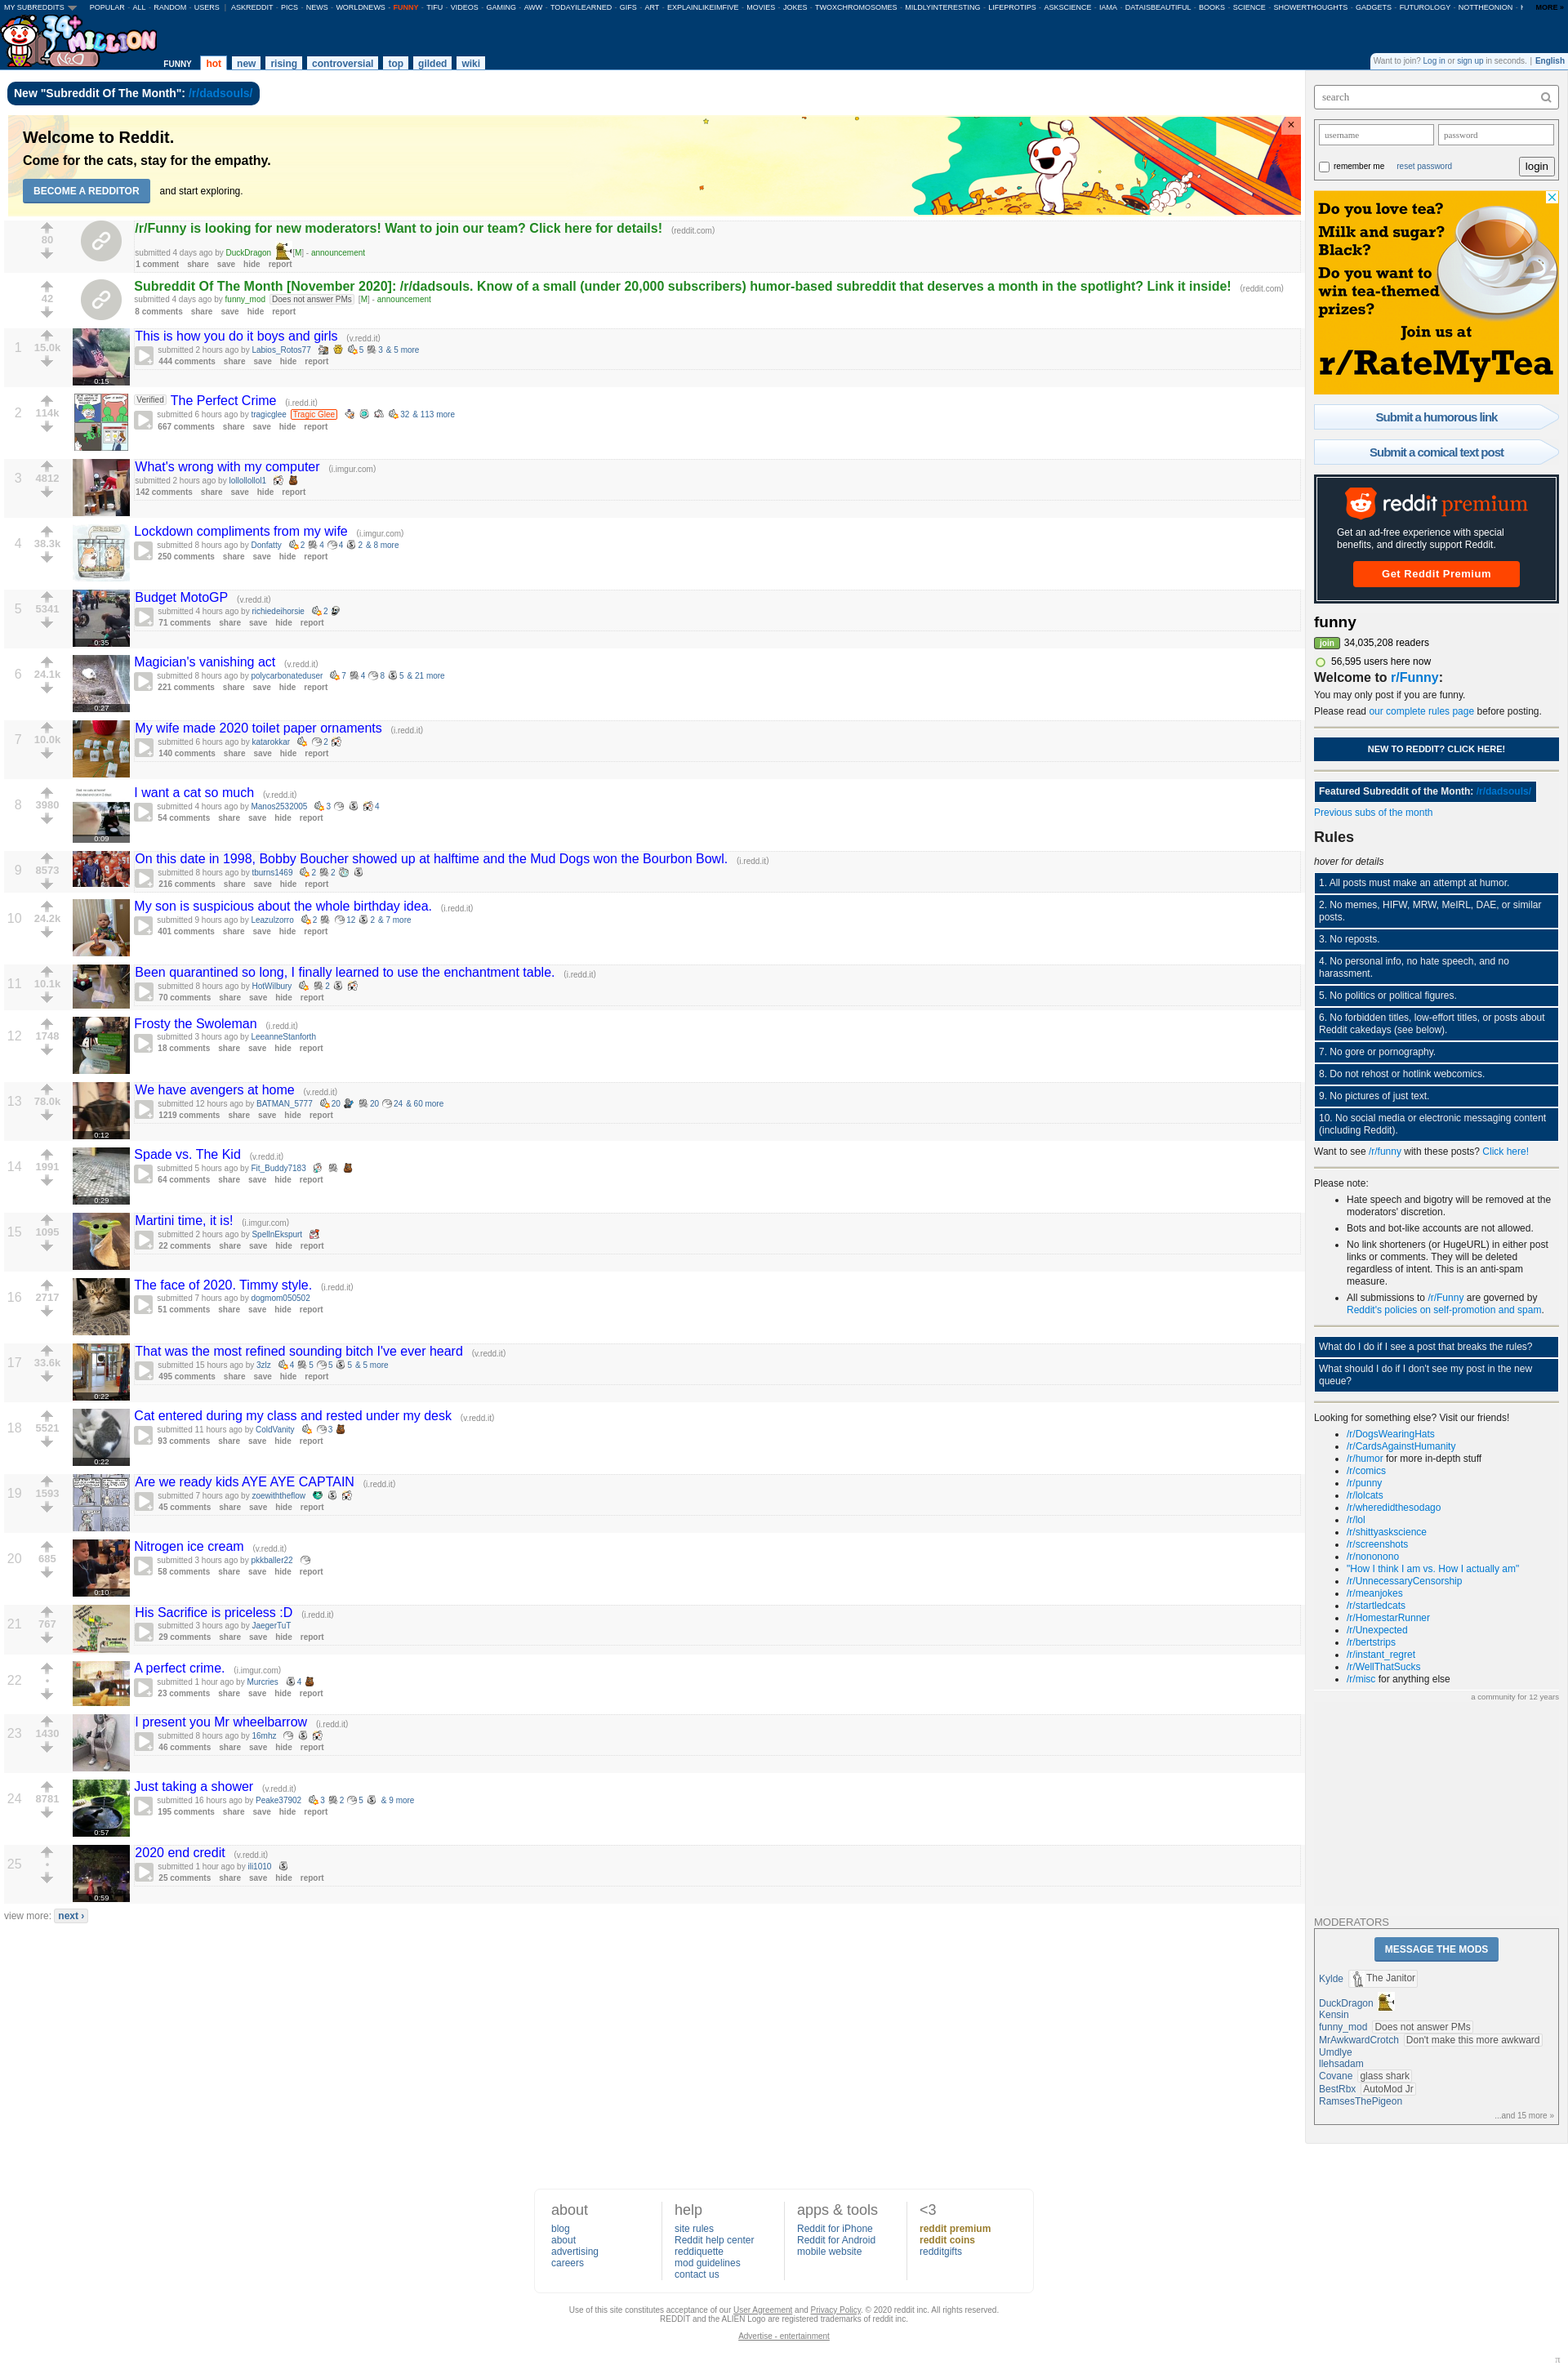 MY SUBREDDITS POPULAR - ALL - RANDOM - USERS | ASKREDDIT - PICS - NEWS - WORLDNEWS - FUNNY - TIFU - VIDEOS - GAMING - AWW - TODAYILEARNED - GIFS - ART - EXPLAINLIKEIMFIVE - MOVIES - JOKES - TWOXCHROMOSOMES - MILDLYINTERESTING - LIFEPROTIPS - ASKSCIENCE - IAMA - DATAISBEAUTIFUL - BOOKS - SCIENCE - SHOWERTHOUGHTS - GADGETS - FUTUROLOGY - NOTTHEONION - MORE »
34+ MILLION
FUNNY hot new rising controversial top gilded wiki
Want to join? Log in or sign up in seconds. | English
New "Subreddit Of The Month": /r/dadsouls/
Welcome to Reddit.
Come for the cats, stay for the empathy.
BECOME A REDDITOR and start exploring.
80
/r/Funny is looking for new moderators! Want to join our team? Click here for details! (reddit.com)
submitted 4 days ago by DuckDragon [M] - announcement
1 comment share save hide report
42
Subreddit Of The Month [November 2020]: /r/dadsouls. Know of a small (under 20,000 subscribers) humor-based subreddit that deserves a month in the spotlight? Link it inside! (reddit.com)
submitted 4 days ago by funny_mod Does not answer PMs [M] - announcement
8 comments share save hide report
1 15.0k 0:15
This is how you do it boys and girls (v.redd.it)
submitted 2 hours ago by Labios_Rotos77 5 3 & 5 more
444 comments share save hide report
2 114k
Verified The Perfect Crime (i.redd.it)
submitted 6 hours ago by tragicglee Tragic Glee 32 & 113 more
667 comments share save hide report
3 4812
What's wrong with my computer (i.imgur.com)
submitted 2 hours ago by lollollollol1
142 comments share save hide report
4 38.3k
Lockdown compliments from my wife (i.imgur.com)
submitted 8 hours ago by Donfatty 2 4 4 2 & 8 more
250 comments share save hide report
5 5341 0:35
Budget MotoGP (v.redd.it)
submitted 4 hours ago by richiedeihorsie 2
71 comments share save hide report
6 24.1k 0:27
Magician's vanishing act (v.redd.it)
submitted 8 hours ago by polycarbonateduser 7 4 8 5 & 21 more
221 comments share save hide report
7 10.0k
My wife made 2020 toilet paper ornaments (i.redd.it)
submitted 6 hours ago by katarokkar 2
140 comments share save hide report
8 3980 0:09
I want a cat so much (v.redd.it)
submitted 4 hours ago by Manos2532005 3 4
54 comments share save hide report
9 8573
On this date in 1998, Bobby Boucher showed up at halftime and the Mud Dogs won the Bourbon Bowl. (i.redd.it)
submitted 8 hours ago by tburns1469 2 2
216 comments share save hide report
10 24.2k
My son is suspicious about the whole birthday idea. (i.redd.it)
submitted 9 hours ago by Leazulzorro 2 12 2 & 7 more
401 comments share save hide report
11 10.1k
Been quarantined so long, I finally learned to use the enchantment table. (i.redd.it)
submitted 8 hours ago by HotWilbury 2
70 comments share save hide report
12 1748
Frosty the Swoleman (i.redd.it)
submitted 3 hours ago by LeeanneStanforth
18 comments share save hide report
13 78.0k 0:12
We have avengers at home (v.redd.it)
submitted 12 hours ago by BATMAN_5777 20 20 24 & 60 more
1219 comments share save hide report
14 1991 0:29
Spade vs. The Kid (v.redd.it)
submitted 5 hours ago by Fit_Buddy7183
64 comments share save hide report
15 1095
Martini time, it is! (i.imgur.com)
submitted 2 hours ago by SpellnEkspurt
22 comments share save hide report
16 2717
The face of 2020. Timmy style. (i.redd.it)
submitted 7 hours ago by dogmom050502
51 comments share save hide report
17 33.6k 0:22
That was the most refined sounding bitch I've ever heard (v.redd.it)
submitted 15 hours ago by 3zlz 4 5 5 5 & 5 more
495 comments share save hide report
18 5521 0:22
Cat entered during my class and rested under my desk (v.redd.it)
submitted 11 hours ago by ColdVanity 3
93 comments share save hide report
19 1593
Are we ready kids AYE AYE CAPTAIN (i.redd.it)
submitted 7 hours ago by zoewiththeflow
45 comments share save hide report
20 685 0:10
Nitrogen ice cream (v.redd.it)
submitted 3 hours ago by pkkballer22
58 comments share save hide report
21 767
His Sacrifice is priceless :D (i.redd.it)
submitted 3 hours ago by JaegerTuT
29 comments share save hide report
22 •
A perfect crime. (i.imgur.com)
submitted 1 hour ago by Murcries 4
23 comments share save hide report
23 1430
I present you Mr wheelbarrow (i.redd.it)
submitted 8 hours ago by 16mhz
46 comments share save hide report
24 8781 0:57
Just taking a shower (v.redd.it)
submitted 16 hours ago by Peake37902 3 2 5 & 9 more
195 comments share save hide report
25 • 0:59
2020 end credit (v.redd.it)
submitted 1 hour ago by ili1010
25 comments share save hide report
view more: next ›
search
username password
remember me reset password login
Do you love tea?
Milk and sugar?
Black?
Do you want to
win tea-themed
prizes?
Join us at
r/RateMyTea
Submit a humorous link
Submit a comical text post
reddit premium
Get an ad-free experience with special
benefits, and directly support Reddit.
Get Reddit Premium
funny
join 34,035,208 readers
56,595 users here now
Welcome to r/Funny:
You may only post if you are funny.
Please read our complete rules page before posting.
NEW TO REDDIT? CLICK HERE!
Featured Subreddit of the Month: /r/dadsouls/
Previous subs of the month
Rules
hover for details
1. All posts must make an attempt at humor.
2. No memes, HIFW, MRW, MeIRL, DAE, or similar
posts.
3. No reposts.
4. No personal info, no hate speech, and no
harassment.
5. No politics or political figures.
6. No forbidden titles, low-effort titles, or posts about
Reddit cakedays (see below).
7. No gore or pornography.
8. Do not rehost or hotlink webcomics.
9. No pictures of just text.
10. No social media or electronic messaging content
(including Reddit).
Want to see /r/funny with these posts? Click here!
Please note:
• Hate speech and bigotry will be removed at the
moderators' discretion.
• Bots and bot-like accounts are not allowed.
• No link shorteners (or HugeURL) in either post
links or comments. They will be deleted
regardless of intent. This is an anti-spam
measure.
• All submissions to /r/Funny are governed by
Reddit's policies on self-promotion and spam.
What do I do if I see a post that breaks the rules?
What should I do if I don't see my post in the new
queue?
Looking for something else? Visit our friends!
• /r/DogsWearingHats
• /r/CardsAgainstHumanity
• /r/humor for more in-depth stuff
• /r/comics
• /r/punny
• /r/lolcats
• /r/wheredidthesodago
• /r/lol
• /r/shittyaskscience
• /r/screenshots
• /r/nononono
• "How I think I am vs. How I actually am"
• /r/UnnecessaryCensorship
• /r/meanjokes
• /r/startledcats
• /r/HomestarRunner
• /r/Unexpected
• /r/bertstrips
• /r/instant_regret
• /r/WellThatSucks
• /r/misc for anything else
a community for 12 years
MODERATORS
MESSAGE THE MODS
Kylde The Janitor
DuckDragon
Kensin
funny_mod Does not answer PMs
MrAwkwardCrotch Don't make this more awkward
Umdlye
llehsadam
Covane glass shark
BestRbx AutoMod Jr
RamsesThePigeon
...and 15 more »
about
blog
about
advertising
careers
help
site rules
Reddit help center
reddiquette
mod guidelines
contact us
apps & tools
Reddit for iPhone
Reddit for Android
mobile website
<3
reddit premium
reddit coins
redditgifts
Use of this site constitutes acceptance of our User Agreement and Privacy Policy. © 2020 reddit inc. All rights reserved.
REDDIT and the ALIEN Logo are registered trademarks of reddit inc.
Advertise - entertainment